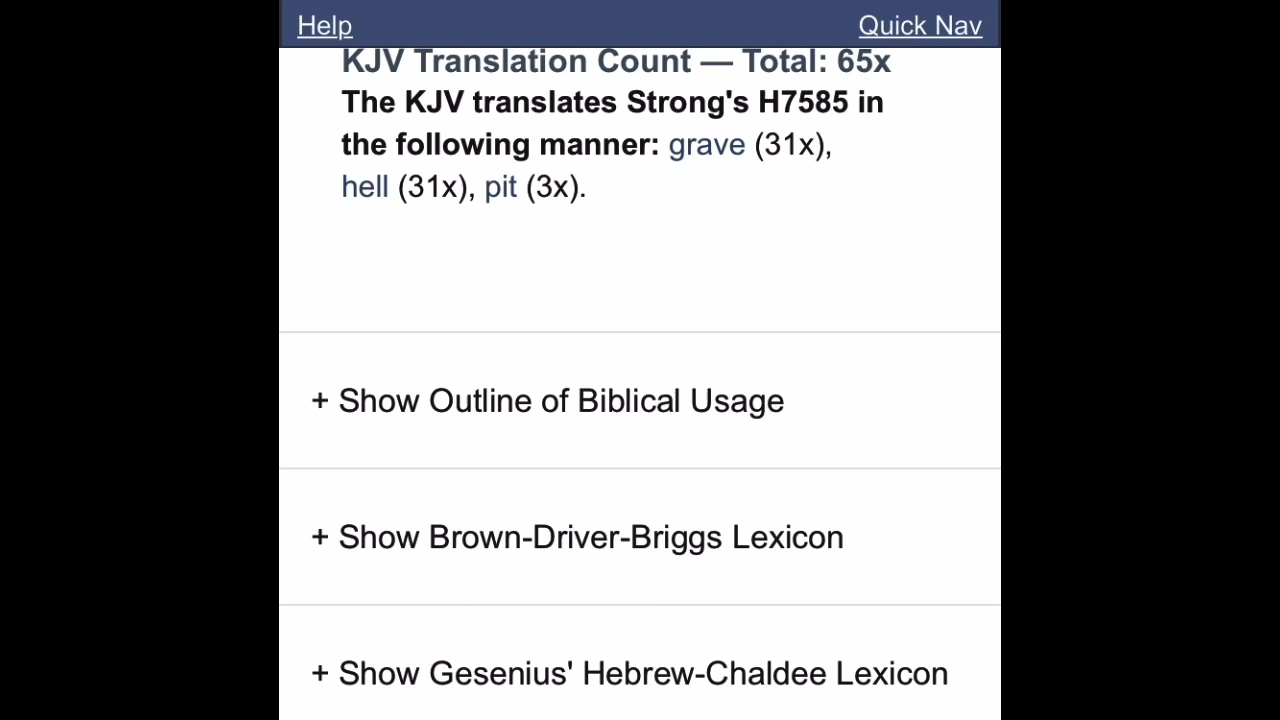 Help Quick Nav
KJV Translation Count — Total: 65x
The KJV translates Strong's H7585 in
the following manner: grave (31x),
hell (31x), pit (3x).
+ Show Outline of Biblical Usage
+ Show Brown-Driver-Briggs Lexicon
+ Show Gesenius' Hebrew-Chaldee Lexicon